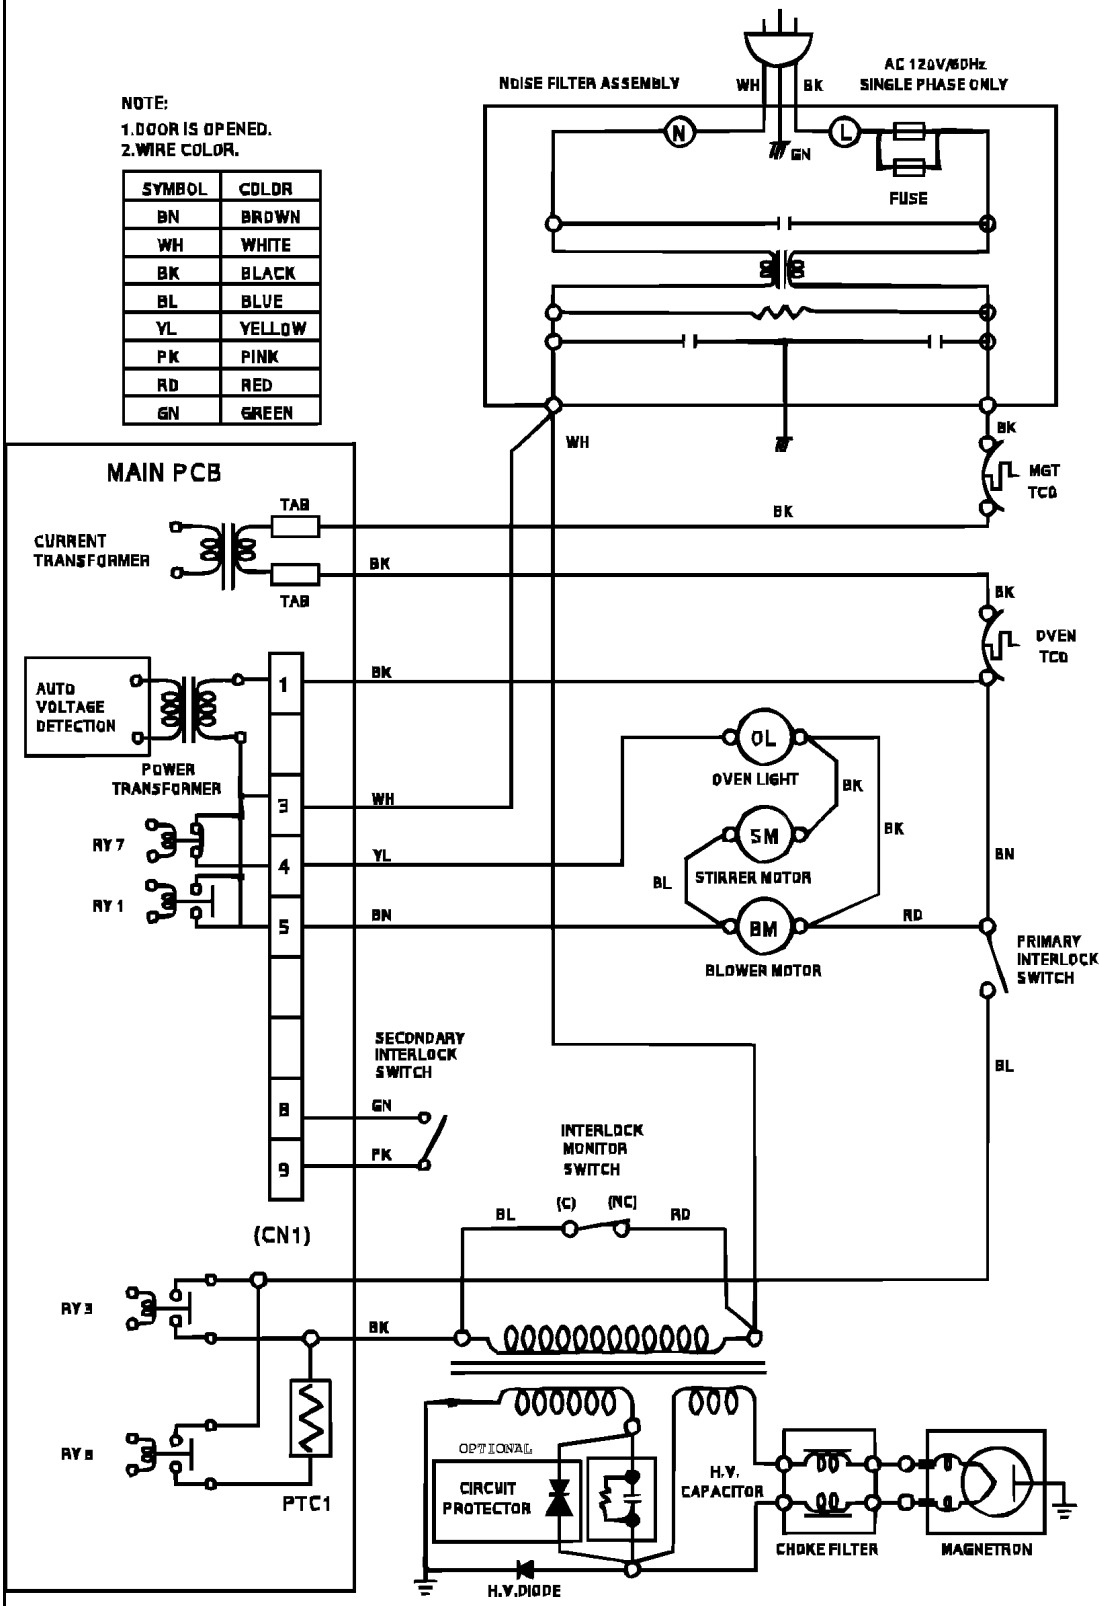 AC 120V/60Hz
NOISE FILTER ASSEMBLY
WH
BK
SINGLE PHASE ONLY
NOTE:
1.DOOR IS OPENED.
2.WIRE COLOR.
N
L
GN
FUSE
SYMBOL COLOR
BN BROWN
WH WHITE
BK BLACK
BL BLUE
YL YELLOW
PK PINK
RD RED
GN GREEN
WH
BK
MAIN PCB
MGT
TCO
TAB
BK
CURRENT
TRANSFORMER
BK
TAB
BK
OVEN
TCO
1
BK
AUTO
VOLTAGE
DETECTION
OL
POWER
TRANSFORMER
OVEN LIGHT
BK
3
WH
BK
RY 7
SM
4
YL
BN
STIRRER MOTOR
BL
RY 1
5
BN
BM
RD
PRIMARY
INTERLOCK
SWITCH
BLOWER MOTOR
SECONDARY
INTERLOCK
SWITCH
BL
8
GN
INTERLOCK
MONITOR
SWITCH
9
PK
(C)
(NC)
BL
RD
(CN1)
RY 3
BK
OPTIONAL
RY 8
CIRCUIT
PROTECTOR
H.V.
CAPACITOR
PTC1
CHOKE FILTER
MAGNETRON
H.V.DIODE